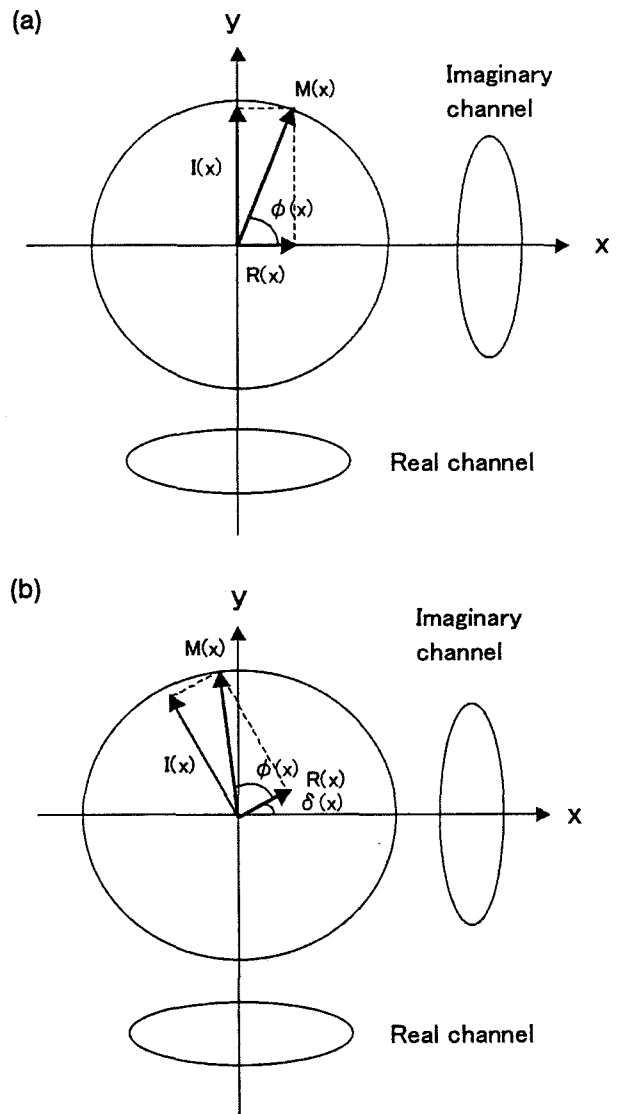 (a)
y
Imaginary
channel
M(x)
I(x)
ϕ(x)
x
R(x)
Real channel
(b)
y
Imaginary
channel
M(x)
I(x)
ϕ(x)
R(x)
δ(x)
x
Real channel